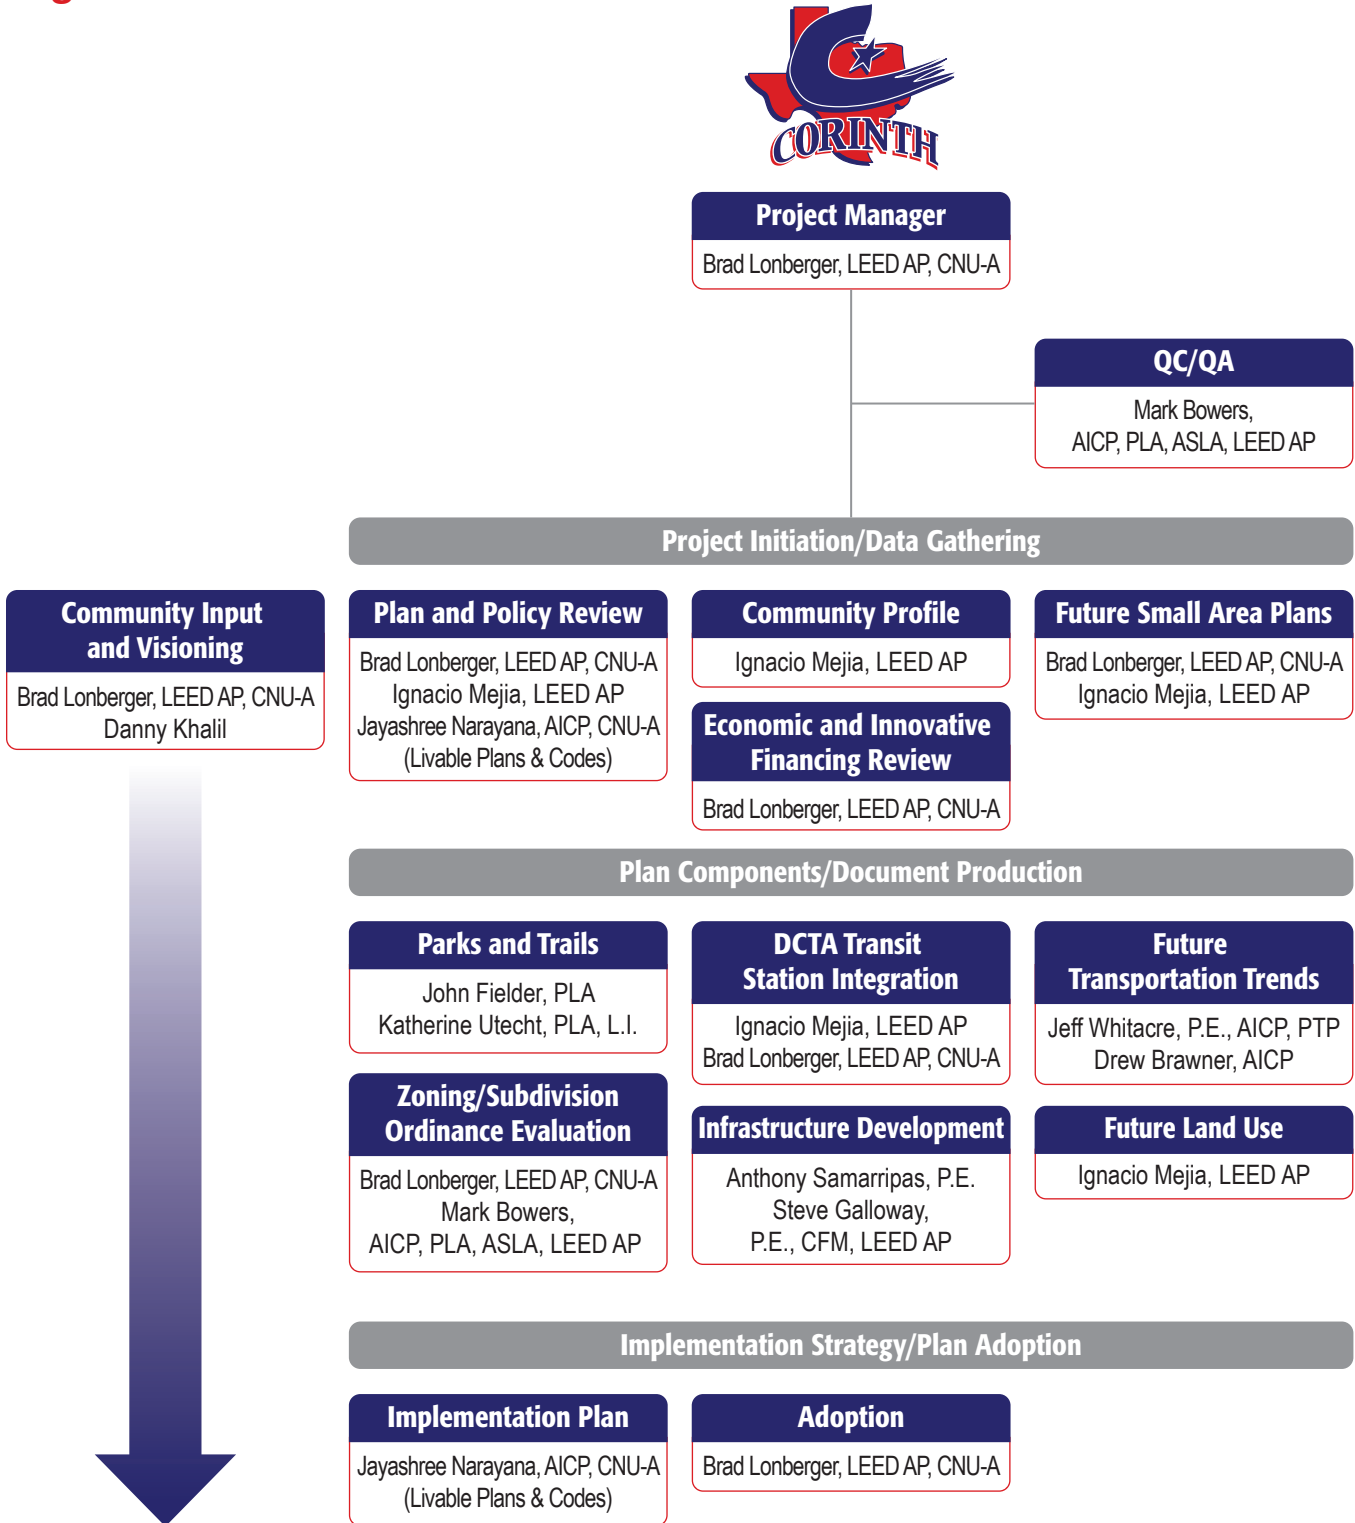 CORINTH
Project Manager
Brad Lonberger, LEED AP, CNU-A
QC/QA
Mark Bowers,
AICP, PLA, ASLA, LEED AP
Project Initiation/Data Gathering
Community Input
and Visioning
Brad Lonberger, LEED AP, CNU-A
Danny Khalil
Plan and Policy Review
Brad Lonberger, LEED AP, CNU-A
Ignacio Mejia, LEED AP
Jayashree Narayana, AICP, CNU-A
(Livable Plans & Codes)
Community Profile
Ignacio Mejia, LEED AP
Economic and Innovative
Financing Review
Brad Lonberger, LEED AP, CNU-A
Future Small Area Plans
Brad Lonberger, LEED AP, CNU-A
Ignacio Mejia, LEED AP
Plan Components/Document Production
Parks and Trails
John Fielder, PLA
Katherine Utecht, PLA, L.I.
DCTA Transit
Station Integration
Ignacio Mejia, LEED AP
Brad Lonberger, LEED AP, CNU-A
Future
Transportation Trends
Jeff Whitacre, P.E., AICP, PTP
Drew Brawner, AICP
Zoning/Subdivision
Ordinance Evaluation
Brad Lonberger, LEED AP, CNU-A
Mark Bowers,
AICP, PLA, ASLA, LEED AP
Infrastructure Development
Anthony Samarripas, P.E.
Steve Galloway,
P.E., CFM, LEED AP
Future Land Use
Ignacio Mejia, LEED AP
Implementation Strategy/Plan Adoption
Implementation Plan
Jayashree Narayana, AICP, CNU-A
(Livable Plans & Codes)
Adoption
Brad Lonberger, LEED AP, CNU-A